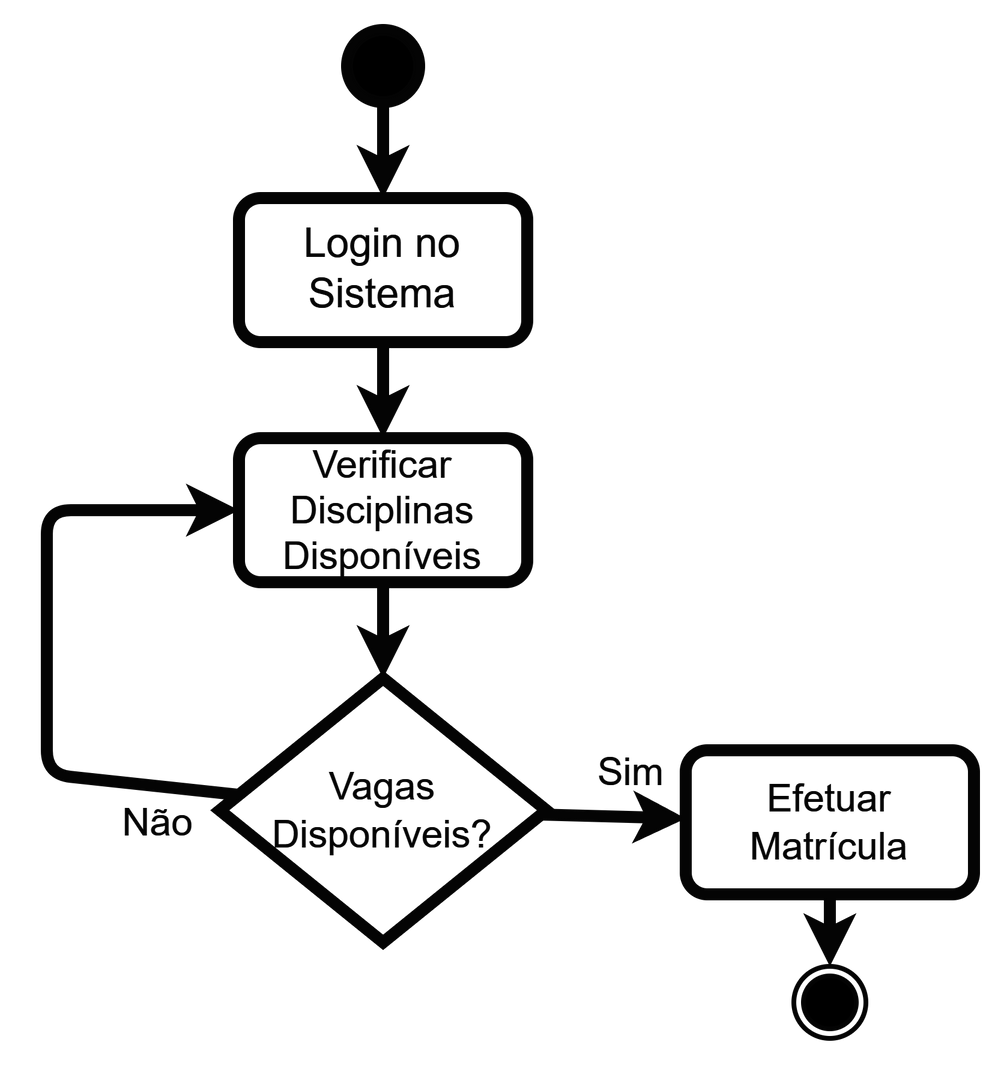 Login no
Sistema
Verificar
Disciplinas
Disponíveis
Vagas
Disponíveis?
Não
Sim
Efetuar
Matrícula